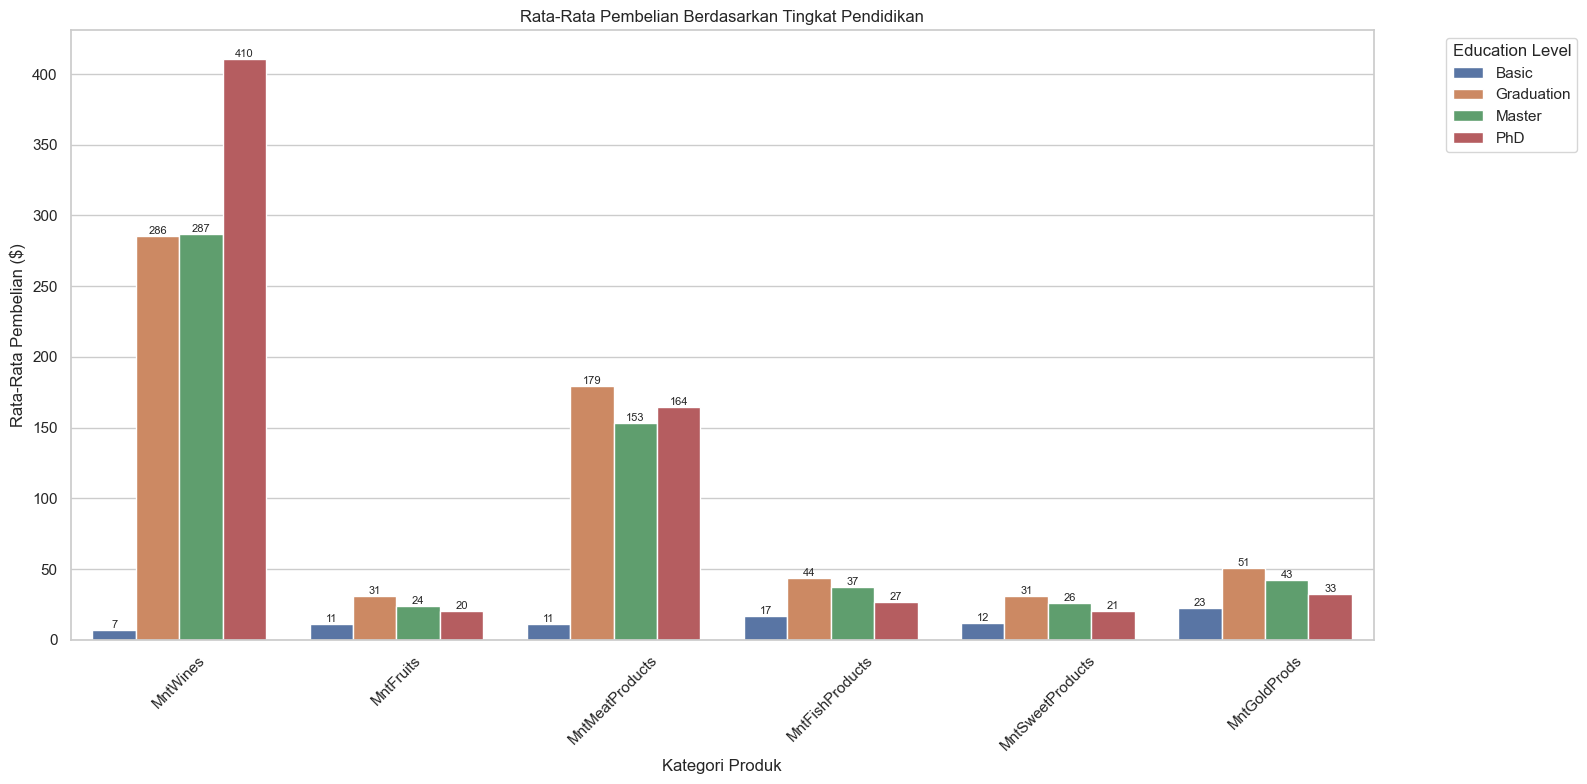 Rata-Rata Pembelian Berdasarkan Tingkat Pendidikan
Education Level
Basic
Graduation
Master
PhD
Rata-Rata Pembelian ($)
400
350
300
250
200
150
100
50
0
7
286
287
410
11
31
24
20
11
179
153
164
17
44
37
27
12
31
26
21
23
51
43
33
MntWines
MntFruits
MntMeatProducts
MntFishProducts
MntSweetProducts
MntGoldProds
Kategori Produk